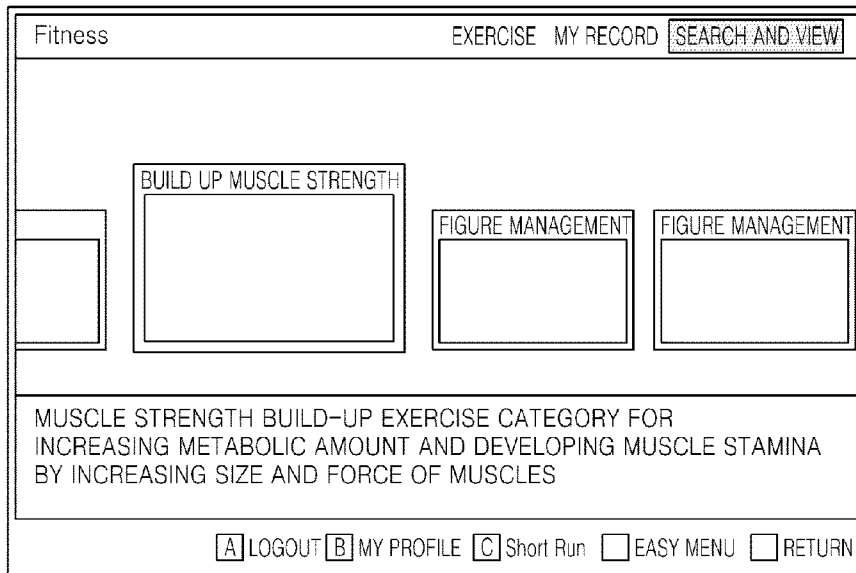 Fitness EXERCISE MY RECORD SEARCH AND VIEW
BUILD UP MUSCLE STRENGTH
FIGURE MANAGEMENT FIGURE MANAGEMENT
MUSCLE STRENGTH BUILD-UP EXERCISE CATEGORY FOR
INCREASING METABOLIC AMOUNT AND DEVELOPING MUSCLE STAMINA
BY INCREASING SIZE AND FORCE OF MUSCLES
A LOGOUT B MY PROFILE C Short Run EASY MENU RETURN